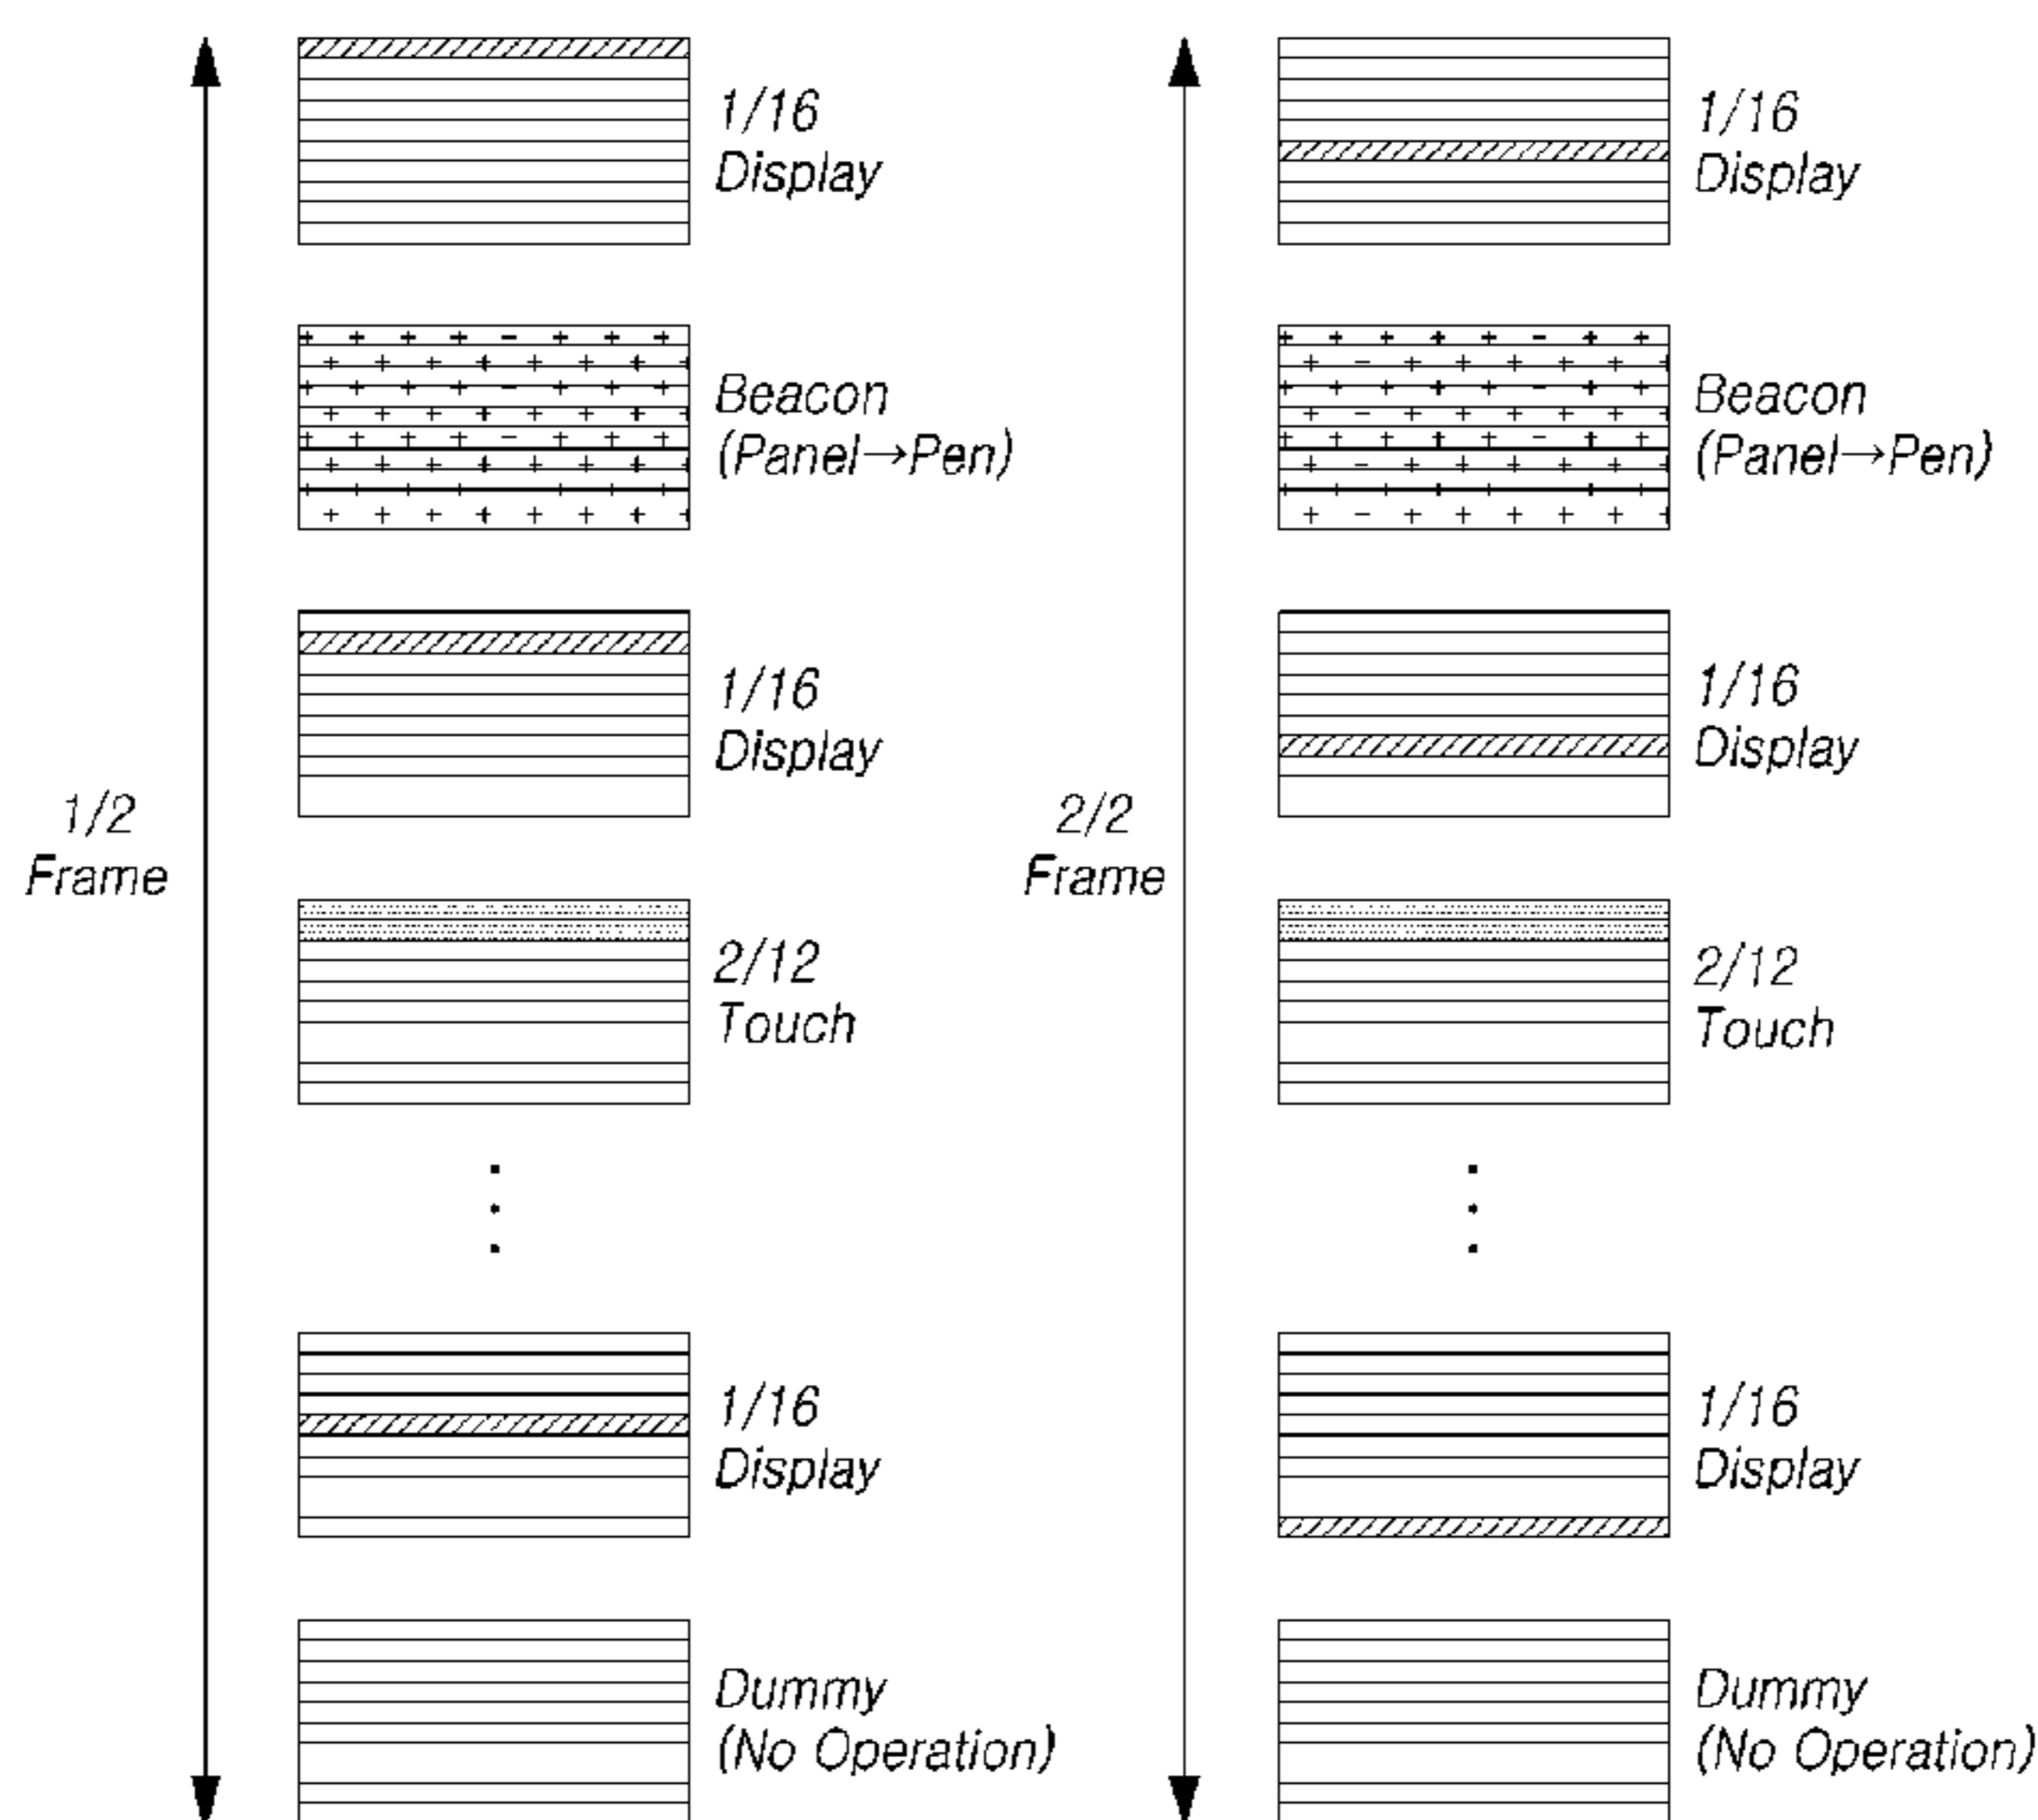 1/2
Frame
1/16
Display
Beacon
(Panel→Pen)
1/16
Display
2/12
Touch
1/16
Display
Dummy
(No Operation)
2/2
Frame
1/16
Display
Beacon
(Panel→Pen)
1/16
Display
2/12
Touch
1/16
Display
Dummy
(No Operation)